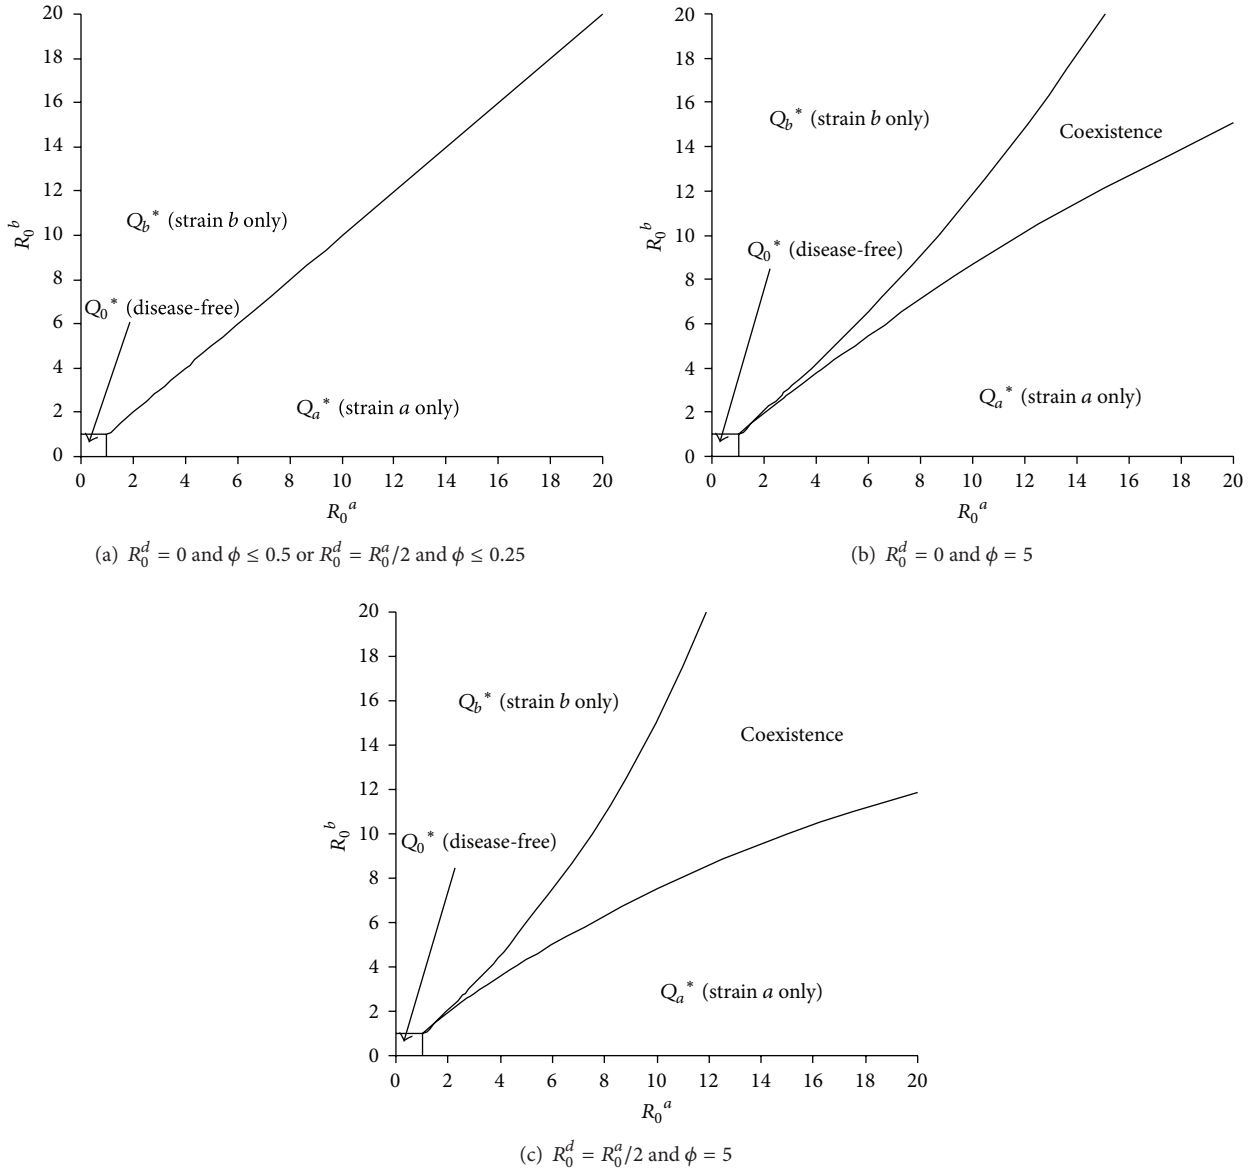 20
18
16
14
12
10
8
6
4
2
0
R₀ᵇ
Q_b* (strain b only)
Q₀* (disease-free)
Qₐ* (strain a only)
0 2 4 6 8 10 12 14 16 18 20
R₀ᵃ
(a) R₀ᵈ = 0 and ϕ ≤ 0.5 or R₀ᵈ = R₀ᵃ/2 and ϕ ≤ 0.25
20
18
16
14
12
10
8
6
4
2
0
R₀ᵇ
Q_b* (strain b only)
Coexistence
Q₀* (disease-free)
Qₐ* (strain a only)
0 2 4 6 8 10 12 14 16 18 20
R₀ᵃ
(b) R₀ᵈ = 0 and ϕ = 5
20
18
16
14
12
10
8
6
4
2
0
R₀ᵇ
Q_b* (strain b only)
Coexistence
Q₀* (disease-free)
Qₐ* (strain a only)
0 2 4 6 8 10 12 14 16 18 20
R₀ᵃ
(c) R₀ᵈ = R₀ᵃ/2 and ϕ = 5